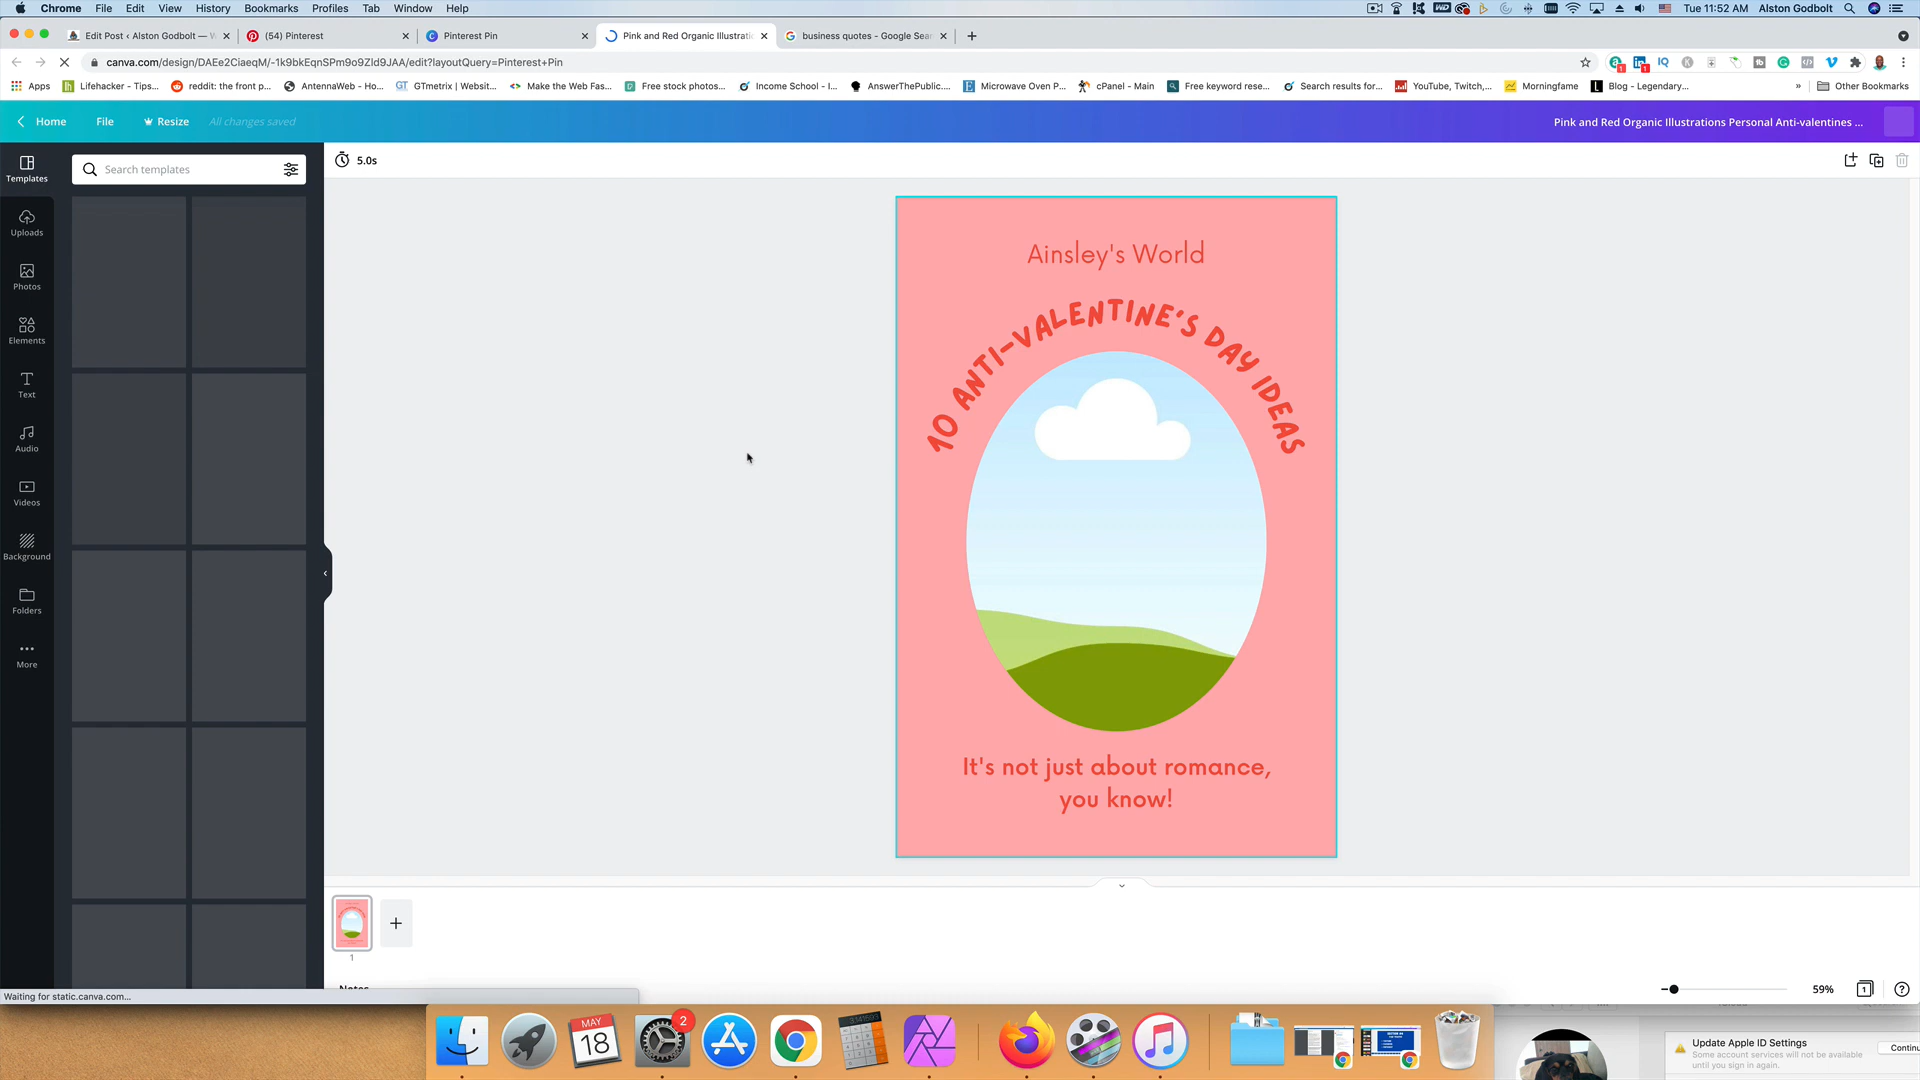 Chrome File Edit View History Bookmarks Profiles Tab Window Help Tue 11:52 AM Alston Godbolt
Edit Post ‹ Alston Godbolt — W (54) Pinterest Pinterest Pin Pink and Red Organic Illustratio business quotes - Google Sear
canva.com/design/DAEe2CiaeqM/-1k9bkEqnSPm9o9Zld9JAA/edit?layoutQuery=Pinterest+Pin
Apps Lifehacker - Tips... reddit: the front p... AntennaWeb - Ho... GTmetrix | Websit... Make the Web Fas... Free stock photos... Income School - I... AnswerThePublic.... Microwave Oven P... cPanel - Main Free keyword rese... Search results for... YouTube, Twitch,... Morningfame Blog - Legendary... » Other Bookmarks
Home File Resize All changes saved Pink and Red Organic Illustrations Personal Anti-valentines ...
Templates
Search templates
5.0s
Uploads
Photos
Elements
Text
Audio
Videos
Background
Folders
More
Ainsley's World
10 ANTI-VALENTINE'S DAY IDEAS
It's not just about romance,
you know!
1
59% 1 ?
Waiting for static.canva.com...
MAY
18
2
Update Apple ID Settings
Some account services will not be available
until you sign in again.